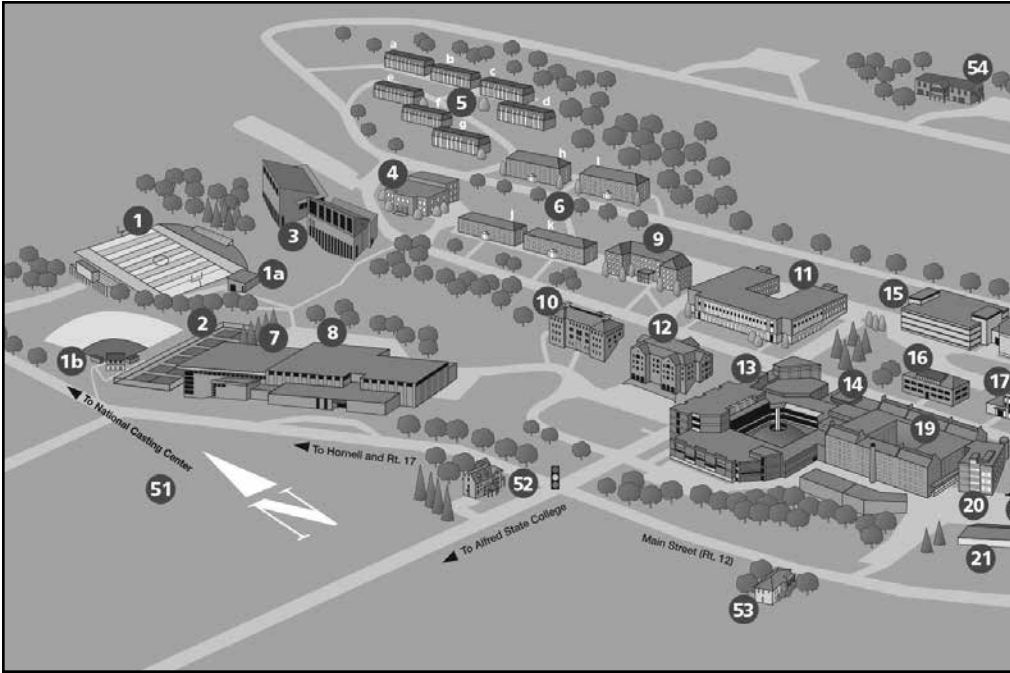 a
b
c
54
e
5
f
d
g
4
h
i
1
3
6
j
k
9
1a
11
15
10
2
7
8
12
1b
13
16
14
17
To National Casting Center
19
To Hornell and Rt. 17
51
52
20
To Alfred State College
Main Street (Rt. 12)
21
53